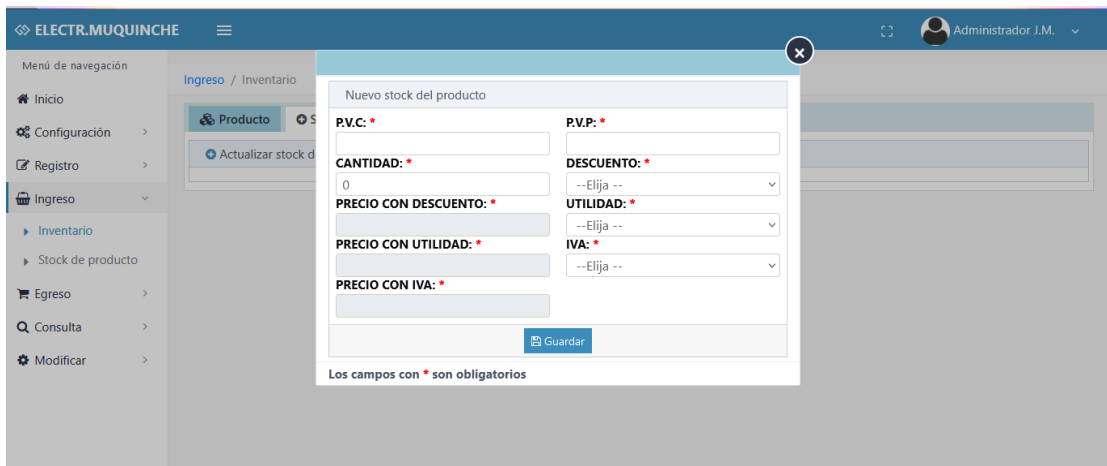 ELECTR.MUQUINCHE
Administrador J.M.
Menú de navegación
Inicio
Configuración
Registro
Ingreso
Inventario
Stock de producto
Egreso
Consulta
Modificar
Ingreso / Inventario
Producto
Actualizar stock d
Nuevo stock del producto
P.V.C: * P.V.P: *
CANTIDAD: * DESCUENTO: *
0 --Elija --
PRECIO CON DESCUENTO: * UTILIDAD: *
--Elija --
PRECIO CON UTILIDAD: * IVA: *
--Elija --
PRECIO CON IVA: *
Guardar
Los campos con * son obligatorios